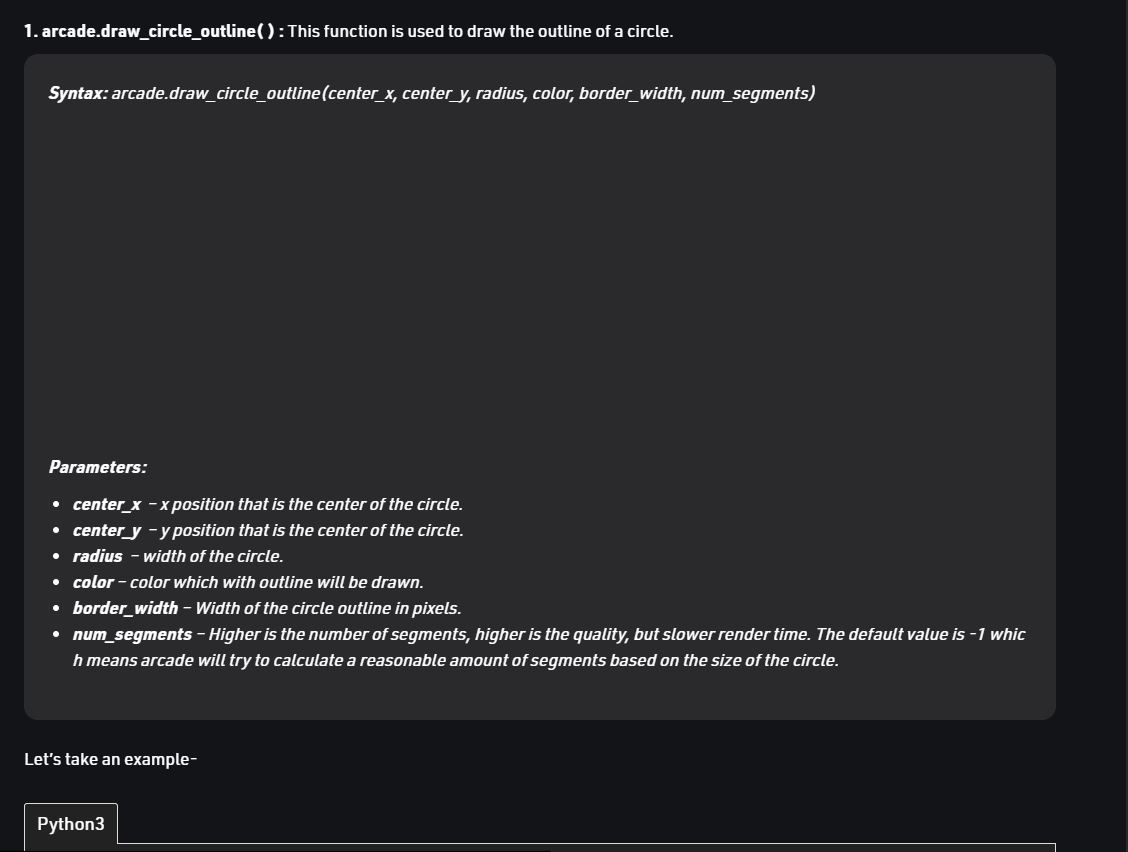 1. arcade.draw_circle_outline( ) : This function is used to draw the outline of a circle.
Syntax: arcade.draw_circle_outline(center_x, center_y, radius, color, border_width, num_segments)
Parameters:
• center_x – x position that is the center of the circle.
• center_y – y position that is the center of the circle.
• radius – width of the circle.
• color – color which with outline will be drawn.
• border_width – Width of the circle outline in pixels.
• num_segments – Higher is the number of segments, higher is the quality, but slower render time. The default value is -1 whic
h means arcade will try to calculate a reasonable amount of segments based on the size of the circle.
Let’s take an example-
Python3